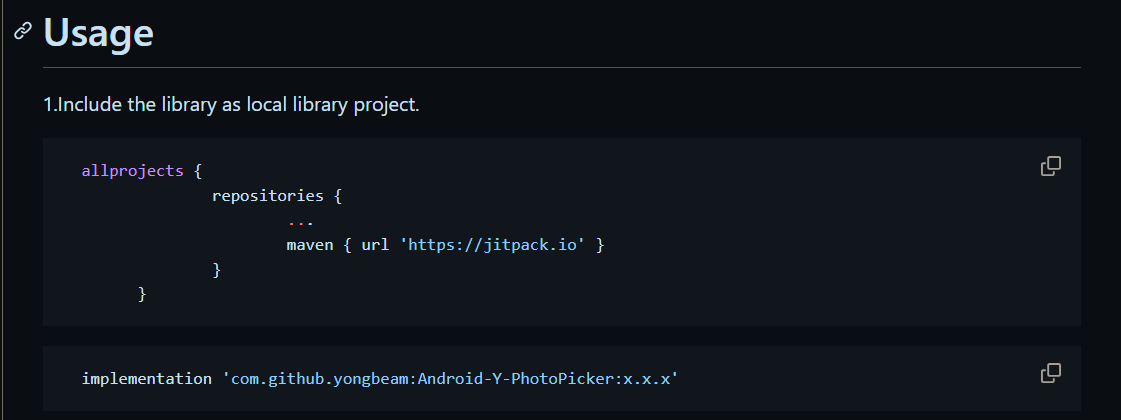 Usage
1.Include the library as local library project.
allprojects {
repositories {
...
maven { url 'https://jitpack.io' }
}
}
implementation 'com.github.yongbeam:Android-Y-PhotoPicker:x.x.x'